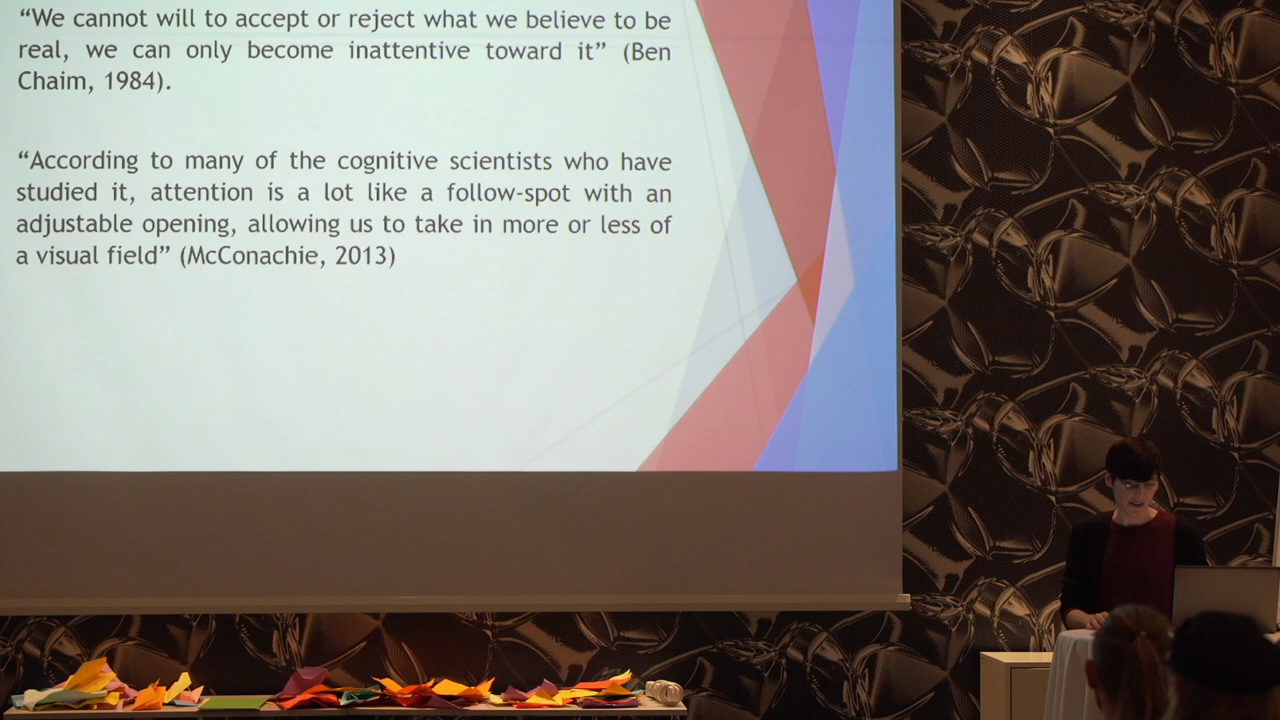 “We cannot will to accept or reject what we believe to be
real, we can only become inattentive toward it” (Ben
Chaim, 1984).
“According to many of the cognitive scientists who have
studied it, attention is a lot like a follow-spot with an
adjustable opening, allowing us to take in more or less of
a visual field” (McConachie, 2013)